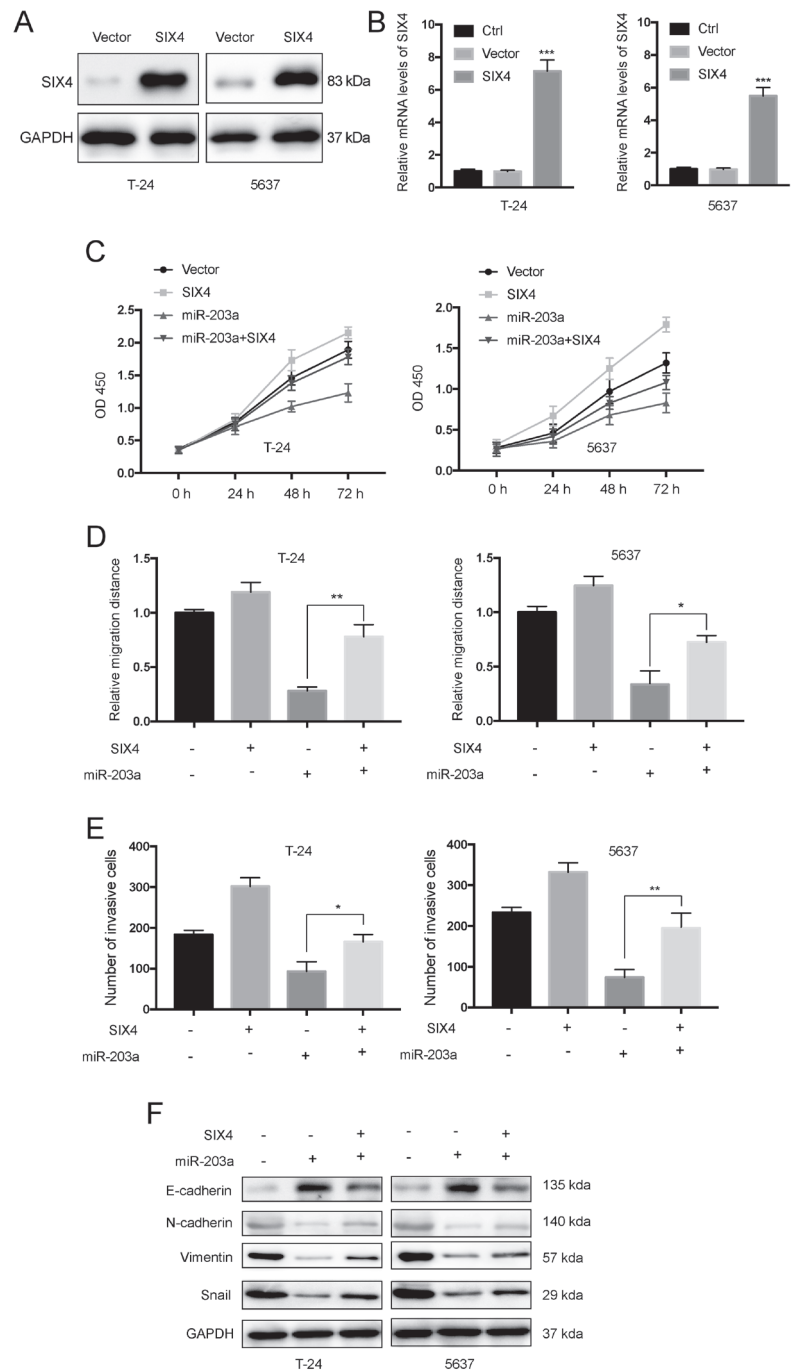 A
Vector SIX4 Vector SIX4
SIX4 83 kDa
GAPDH 37 kDa
T-24 5637
B
Relative mRNA levels of SIX4
10
8
6
4
2
0
Ctrl
Vector
SIX4
***
T-24
Relative mRNA levels of SIX4
10
8
6
4
2
0
Ctrl
Vector
SIX4
***
5637
C
Vector
SIX4
miR-203a
miR-203a+SIX4
OD 450
2.5
2.0
1.5
1.0
0.5
0.0
T-24
0 h 24 h 48 h 72 h
Vector
SIX4
miR-203a
miR-203a+SIX4
OD 450
2.0
1.5
1.0
0.5
0.0
5637
0 h 24 h 48 h 72 h
D
T-24
Relative migration distance
1.5
1.0
0.5
0.0
**
SIX4 - + - +
miR-203a - - + +
5637
Relative migration distance
1.5
1.0
0.5
0.0
*
SIX4 - + - +
miR-203a - - + +
E
T-24
Number of invasive cells
400
300
200
100
0
*
SIX4 - + - +
miR-203a - - + +
5637
Number of invasive cells
400
300
200
100
0
**
SIX4 - + - +
miR-203a - - + +
F
SIX4 - - + - - +
miR-203a - + + - + +
E-cadherin 135 kda
N-cadherin 140 kda
Vimentin 57 kda
Snail 29 kda
GAPDH 37 kda
T-24 5637